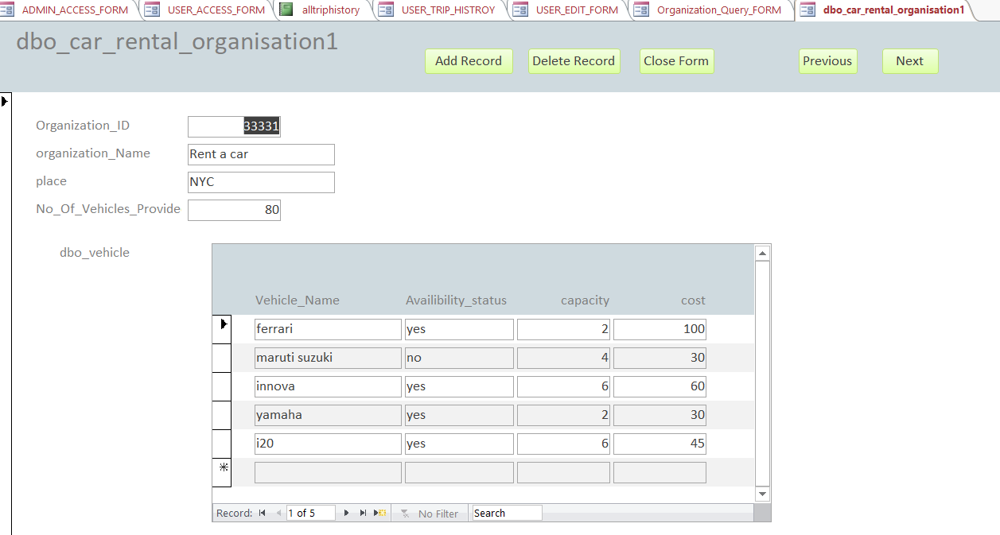 ADMIN_ACCESS_FORM USER_ACCESS_FORM alltriphistory USER_TRIP_HISTROY USER_EDIT_FORM Organization_Query_FORM dbo_car_rental_organisation1
dbo_car_rental_organisation1
Add Record Delete Record Close Form Previous Next
Organization_ID 33331
organization_Name Rent a car
place NYC
No_Of_Vehicles_Provide 80
dbo_vehicle
Vehicle_Name Availibility_status capacity cost
ferrari yes 2 100
maruti suzuki no 4 30
innova yes 6 60
yamaha yes 2 30
i20 yes 6 45
Record: 1 of 5 No Filter Search